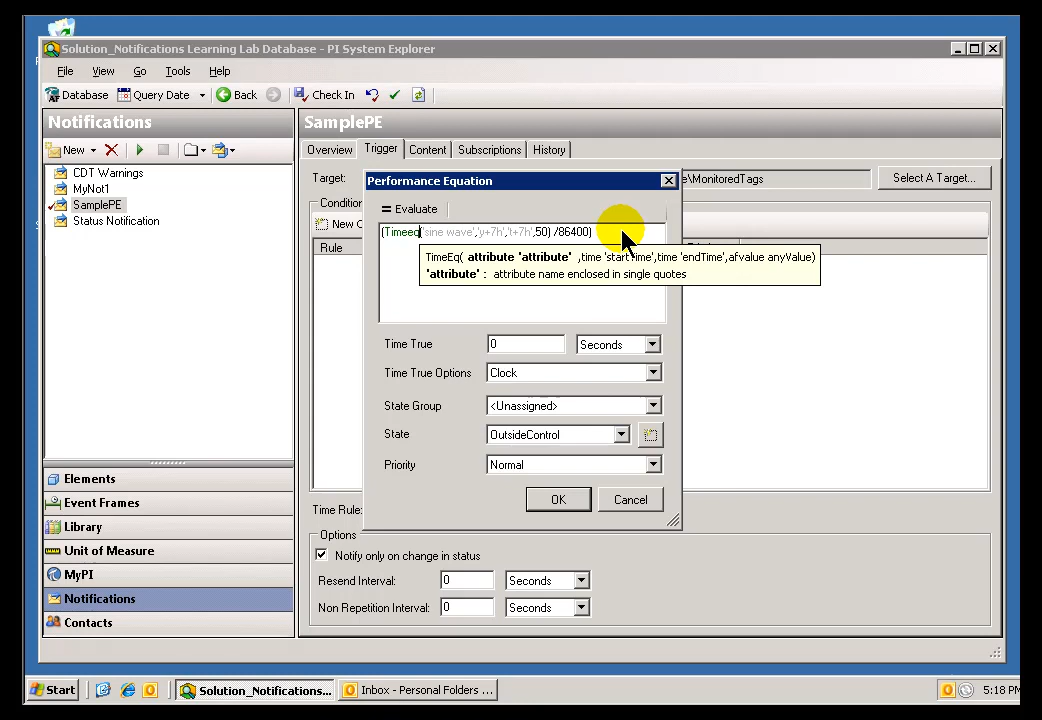 Solution_Notifications Learning Lab Database - PI System Explorer
File View Go Tools Help
Database Query Date Back Check In
Notifications
New
CDT Warnings
MyNot1
SamplePE
Status Notification
Elements
Event Frames
Library
Unit of Measure
MyPI
Notifications
Contacts
SamplePE
Overview Trigger Content Subscriptions History
Target: e\MonitoredTags Select A Target...
Condition
New C
Rule
Performance Equation
Evaluate
(Timeeq('sine wave','y+7h','t+7h',50) /86400)
TimeEq( attribute 'attribute' ,time 'startTime',time 'endTime',afvalue anyValue)
'attribute' : attribute name enclosed in single quotes
Time True 0 Seconds
Time True Options Clock
State Group <Unassigned>
State OutsideControl
Priority Normal
OK Cancel
Time Rule:
Options
Notify only on change in status
Resend Interval: 0 Seconds
Non Repetition Interval: 0 Seconds
Start Solution_Notifications... Inbox - Personal Folders ... 5:18 PM